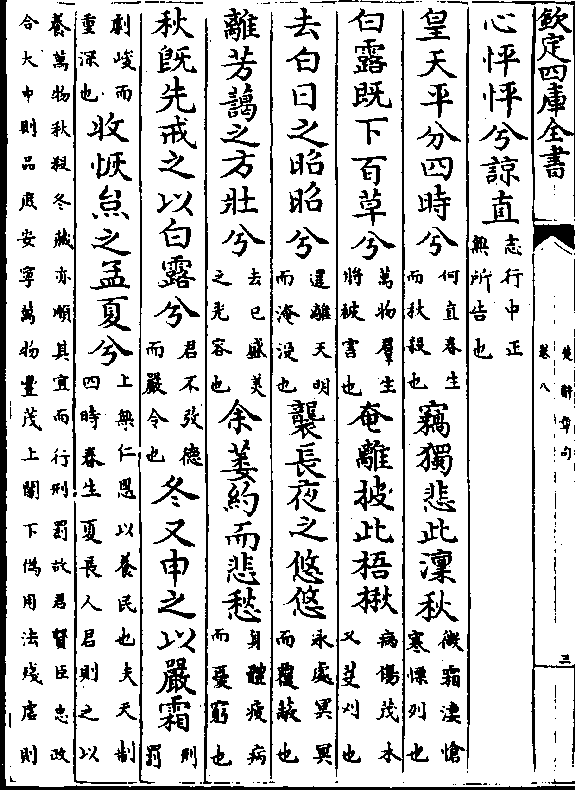 欽定四庫全書
楚辭章句
卷八
三
心怦怦兮諒直志行中正無所告也
皇天平分四時兮何直春生而秋殺也竊獨悲此凜秋微霜淒愴寒慄列也
白露既下百草兮萬物羣生將被害也奄離披此梧楸病傷茂木又芟刈也
去白日之昭昭兮違離天明而淹沒也襲長夜之悠悠永處冥冥而覆蔽也
離芳藹之方壯兮去已盛美之光容也余萎約而悲愁身體疲病而憂窮也
秋既先戒之以白露兮君不改德而嚴令也冬又申之以嚴霜刑罰
劇峻而重深也收恢炱之孟夏兮上無仁恩以養民也夫天制四時春生夏長人君則之以
養萬物秋殺冬藏亦順其宜而行刑罰故君賢臣忠政合大中則品庶安寧萬物豐茂上闇下偽用法殘虐則